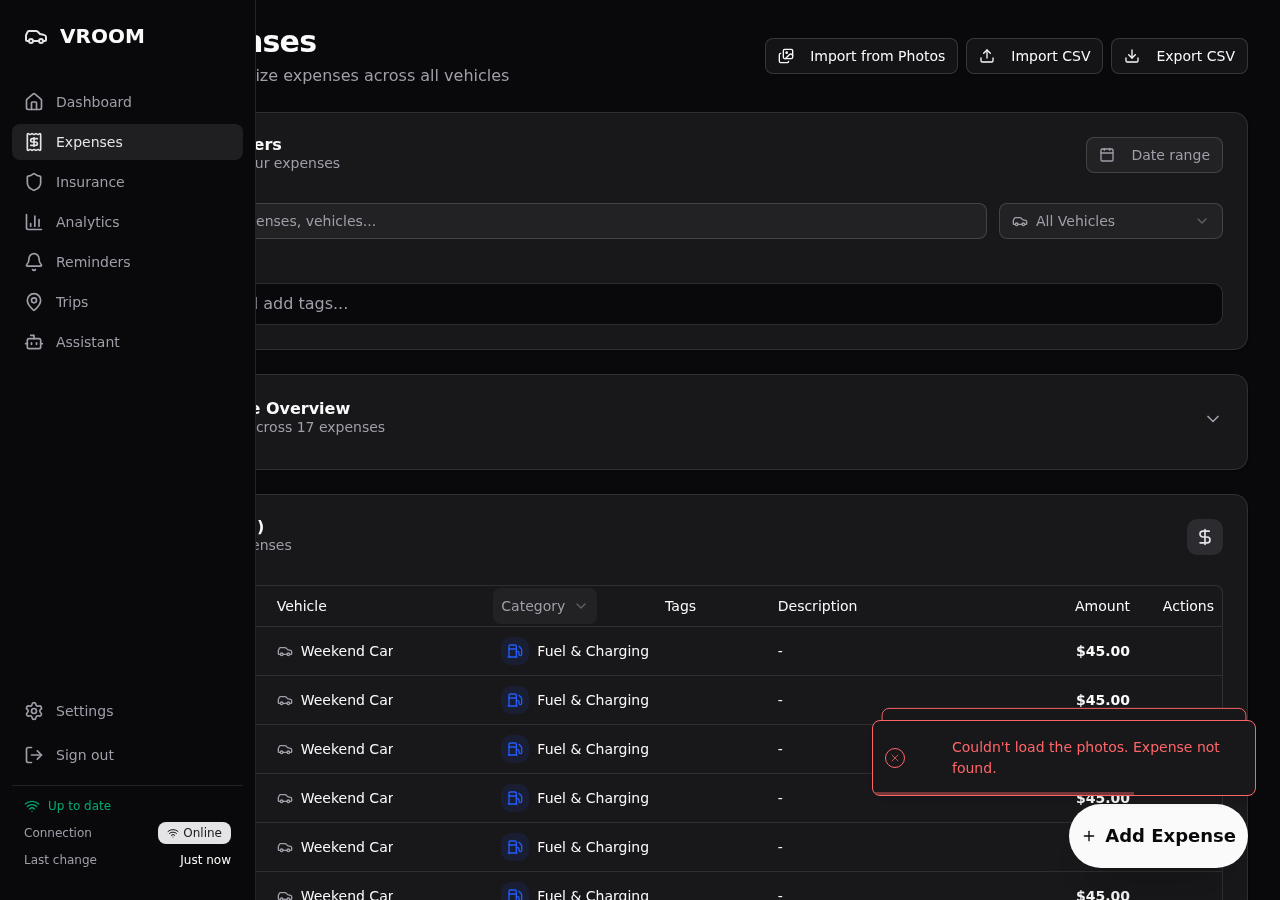 VROOM
Dashboard
Expenses
Insurance
Analytics
Reminders
Trips
Assistant
Settings
Sign out
Up to date
Connection
Online
Last change
Just now
nses
ize expenses across all vehicles
Import from Photos
Import CSV
Export CSV
ers
ur expenses
Date range
enses, vehicles...
All Vehicles
add tags...
e Overview
cross 17 expenses
)
enses
$
Vehicle Category Tags Description Amount Actions
Weekend Car Fuel & Charging - $45.00
Weekend Car Fuel & Charging - $45.00
Weekend Car Fuel & Charging -
Weekend Car Fuel & Charging - $45.00
Weekend Car Fuel & Charging -
Weekend Car Fuel & Charging - $45.00
Couldn't load the photos. Expense not
found.
+ Add Expense